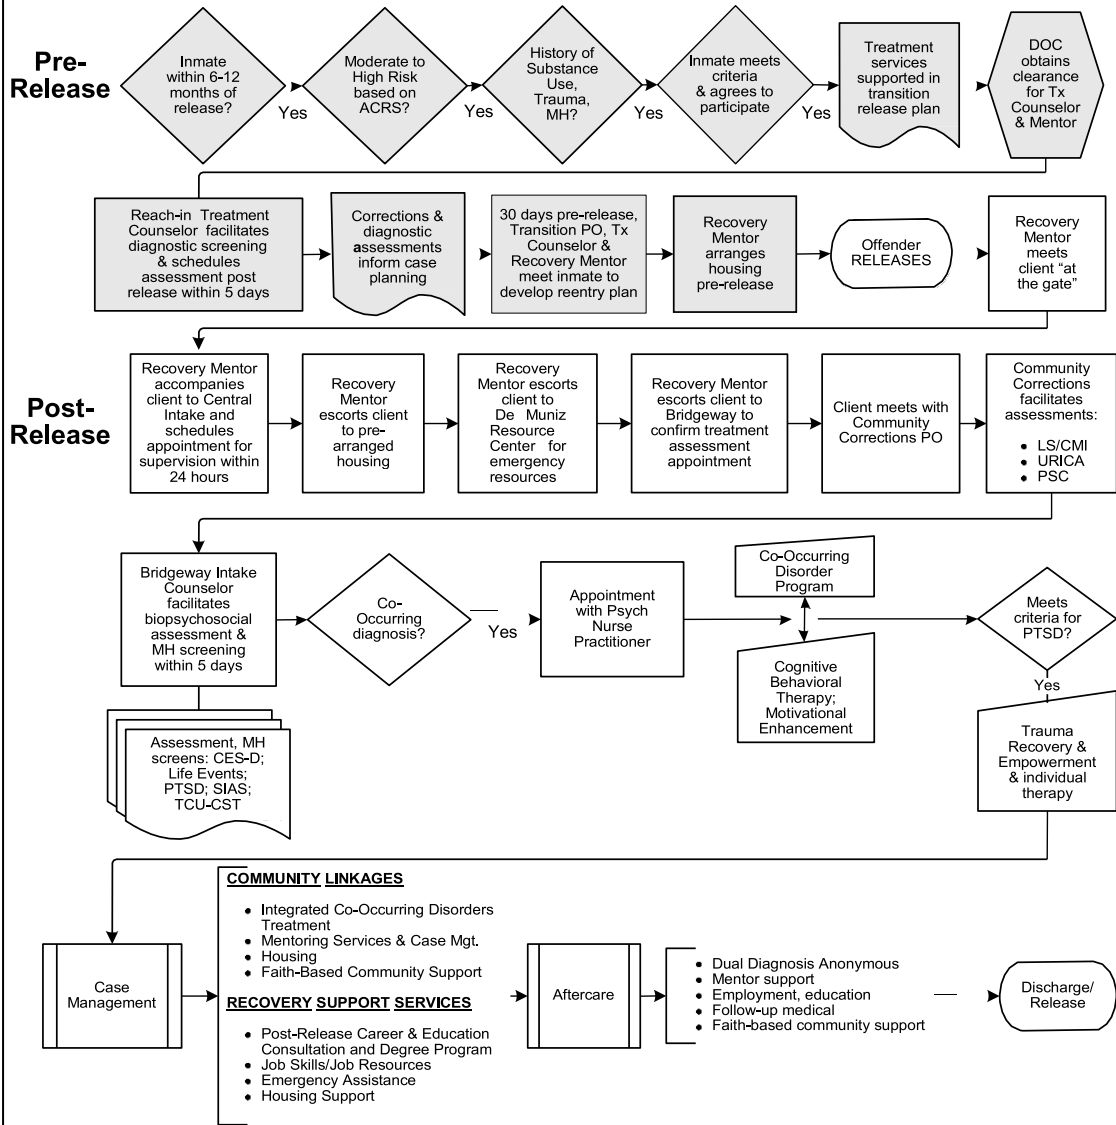 Pre-
Release
Inmate
within 6-12
months of
release?
Yes
Moderate to
High Risk
based on
ACRS?
Yes
History of
Substance
Use,
Trauma,
MH?
Yes
Inmate meets
criteria
& agrees to
participate
Yes
Treatment
services
supported in
transition
release plan
DOC
obtains
clearance
for Tx
Counselor
& Mentor
Reach-in Treatment
Counselor facilitates
diagnostic screening
& schedules
assessment post
release within 5 days
Corrections &
diagnostic
assessments
inform case
planning
30 days pre-release,
Transition PO, Tx
Counselor &
Recovery Mentor
meet inmate to
develop reentry plan
Recovery
Mentor
arranges
housing
pre-release
Offender
RELEASES
Recovery
Mentor
meets
client “at
the gate”
Post-
Release
Recovery Mentor
accompanies
client to Central
Intake and
schedules
appointment for
supervision within
24 hours
Recovery
Mentor
escorts client
to pre-
arranged
housing
Recovery
Mentor escorts
client to
De Muniz
Resource
Center for
emergency
resources
Recovery Mentor
escorts client to
Bridgeway to
confirm treatment
assessment
appointment
Client meets with
Community
Corrections PO
Community
Corrections
facilitates
assessments:
• LS/CMI
• URICA
• PSC
Bridgeway Intake
Counselor
facilitates
biopsychosocial
assessment &
MH screening
within 5 days
Co-
Occurring
diagnosis?
Yes
Appointment
with Psych
Nurse
Practitioner
Co-Occurring
Disorder
Program
Cognitive
Behavioral
Therapy;
Motivational
Enhancement
Meets
criteria for
PTSD?
Yes
Assessment, MH
screens: CES-D;
Life Events;
PTSD; SIAS;
TCU-CST
Trauma
Recovery &
Empowerment
& individual
therapy
Case
Management
COMMUNITY LINKAGES
• Integrated Co-Occurring Disorders
Treatment
• Mentoring Services & Case Mgt.
• Housing
• Faith-Based Community Support
RECOVERY SUPPORT SERVICES
• Post-Release Career & Education
Consultation and Degree Program
• Job Skills/Job Resources
• Emergency Assistance
• Housing Support
Aftercare
• Dual Diagnosis Anonymous
• Mentor support
• Employment, education
• Follow-up medical
• Faith-based community support
Discharge/
Release